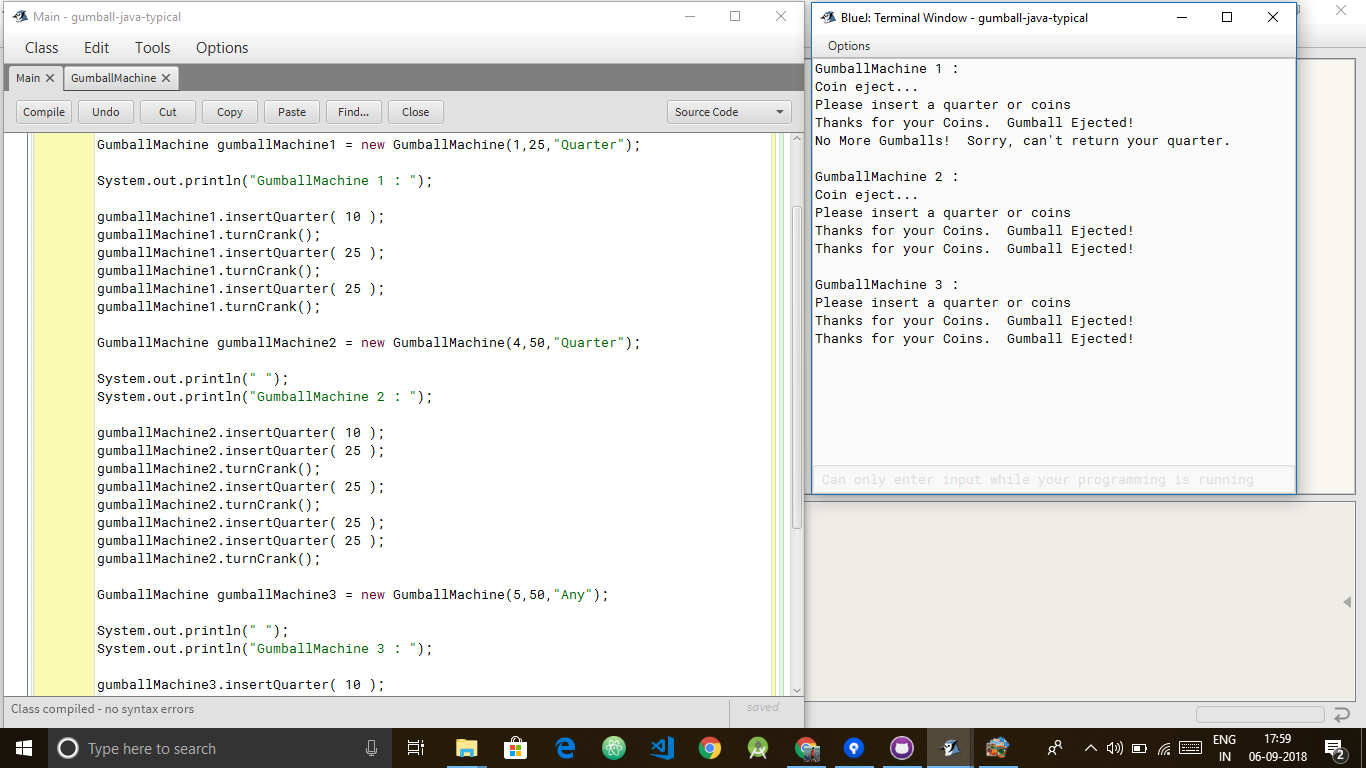 Main - gumball-java-typical
Class Edit Tools Options
Main GumballMachine
Compile Undo Cut Copy Paste Find... Close Source Code
GumballMachine gumballMachine1 = new GumballMachine(1,25,"Quarter");
System.out.println("GumballMachine 1 : ");
gumballMachine1.insertQuarter( 10 );
gumballMachine1.turnCrank();
gumballMachine1.insertQuarter( 25 );
gumballMachine1.turnCrank();
gumballMachine1.insertQuarter( 25 );
gumballMachine1.turnCrank();
GumballMachine gumballMachine2 = new GumballMachine(4,50,"Quarter");
System.out.println(" ");
System.out.println("GumballMachine 2 : ");
gumballMachine2.insertQuarter( 10 );
gumballMachine2.insertQuarter( 25 );
gumballMachine2.turnCrank();
gumballMachine2.insertQuarter( 25 );
gumballMachine2.turnCrank();
gumballMachine2.insertQuarter( 25 );
gumballMachine2.insertQuarter( 25 );
gumballMachine2.turnCrank();
GumballMachine gumballMachine3 = new GumballMachine(5,50,"Any");
System.out.println(" ");
System.out.println("GumballMachine 3 : ");
gumballMachine3.insertQuarter( 10 );
Class compiled - no syntax errors
saved
BlueJ: Terminal Window - gumball-java-typical
Options
GumballMachine 1 :
Coin eject...
Please insert a quarter or coins
Thanks for your Coins.  Gumball Ejected!
No More Gumballs!  Sorry, can't return your quarter.
GumballMachine 2 :
Coin eject...
Please insert a quarter or coins
Thanks for your Coins.  Gumball Ejected!
Thanks for your Coins.  Gumball Ejected!
GumballMachine 3 :
Please insert a quarter or coins
Thanks for your Coins.  Gumball Ejected!
Thanks for your Coins.  Gumball Ejected!
Can only enter input while your programming is running
Type here to search
ENG
IN
17:59
06-09-2018
2